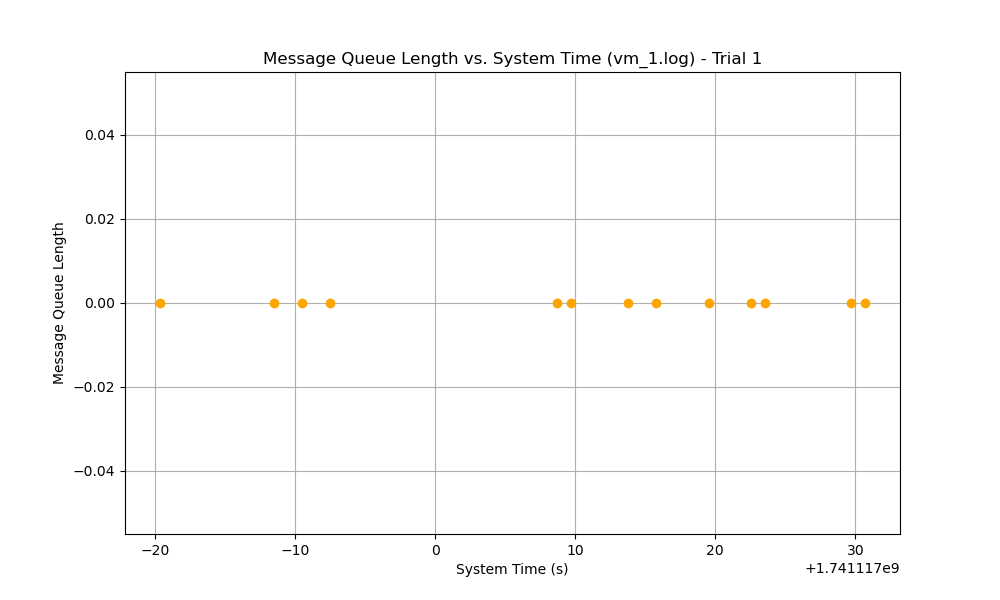 Message Queue Length vs. System Time (vm_1.log) - Trial 1
Message Queue Length
0.04
0.02
0.00
−0.02
−0.04
−20
−10
0
10
20
30
System Time (s)
+1.741117e9